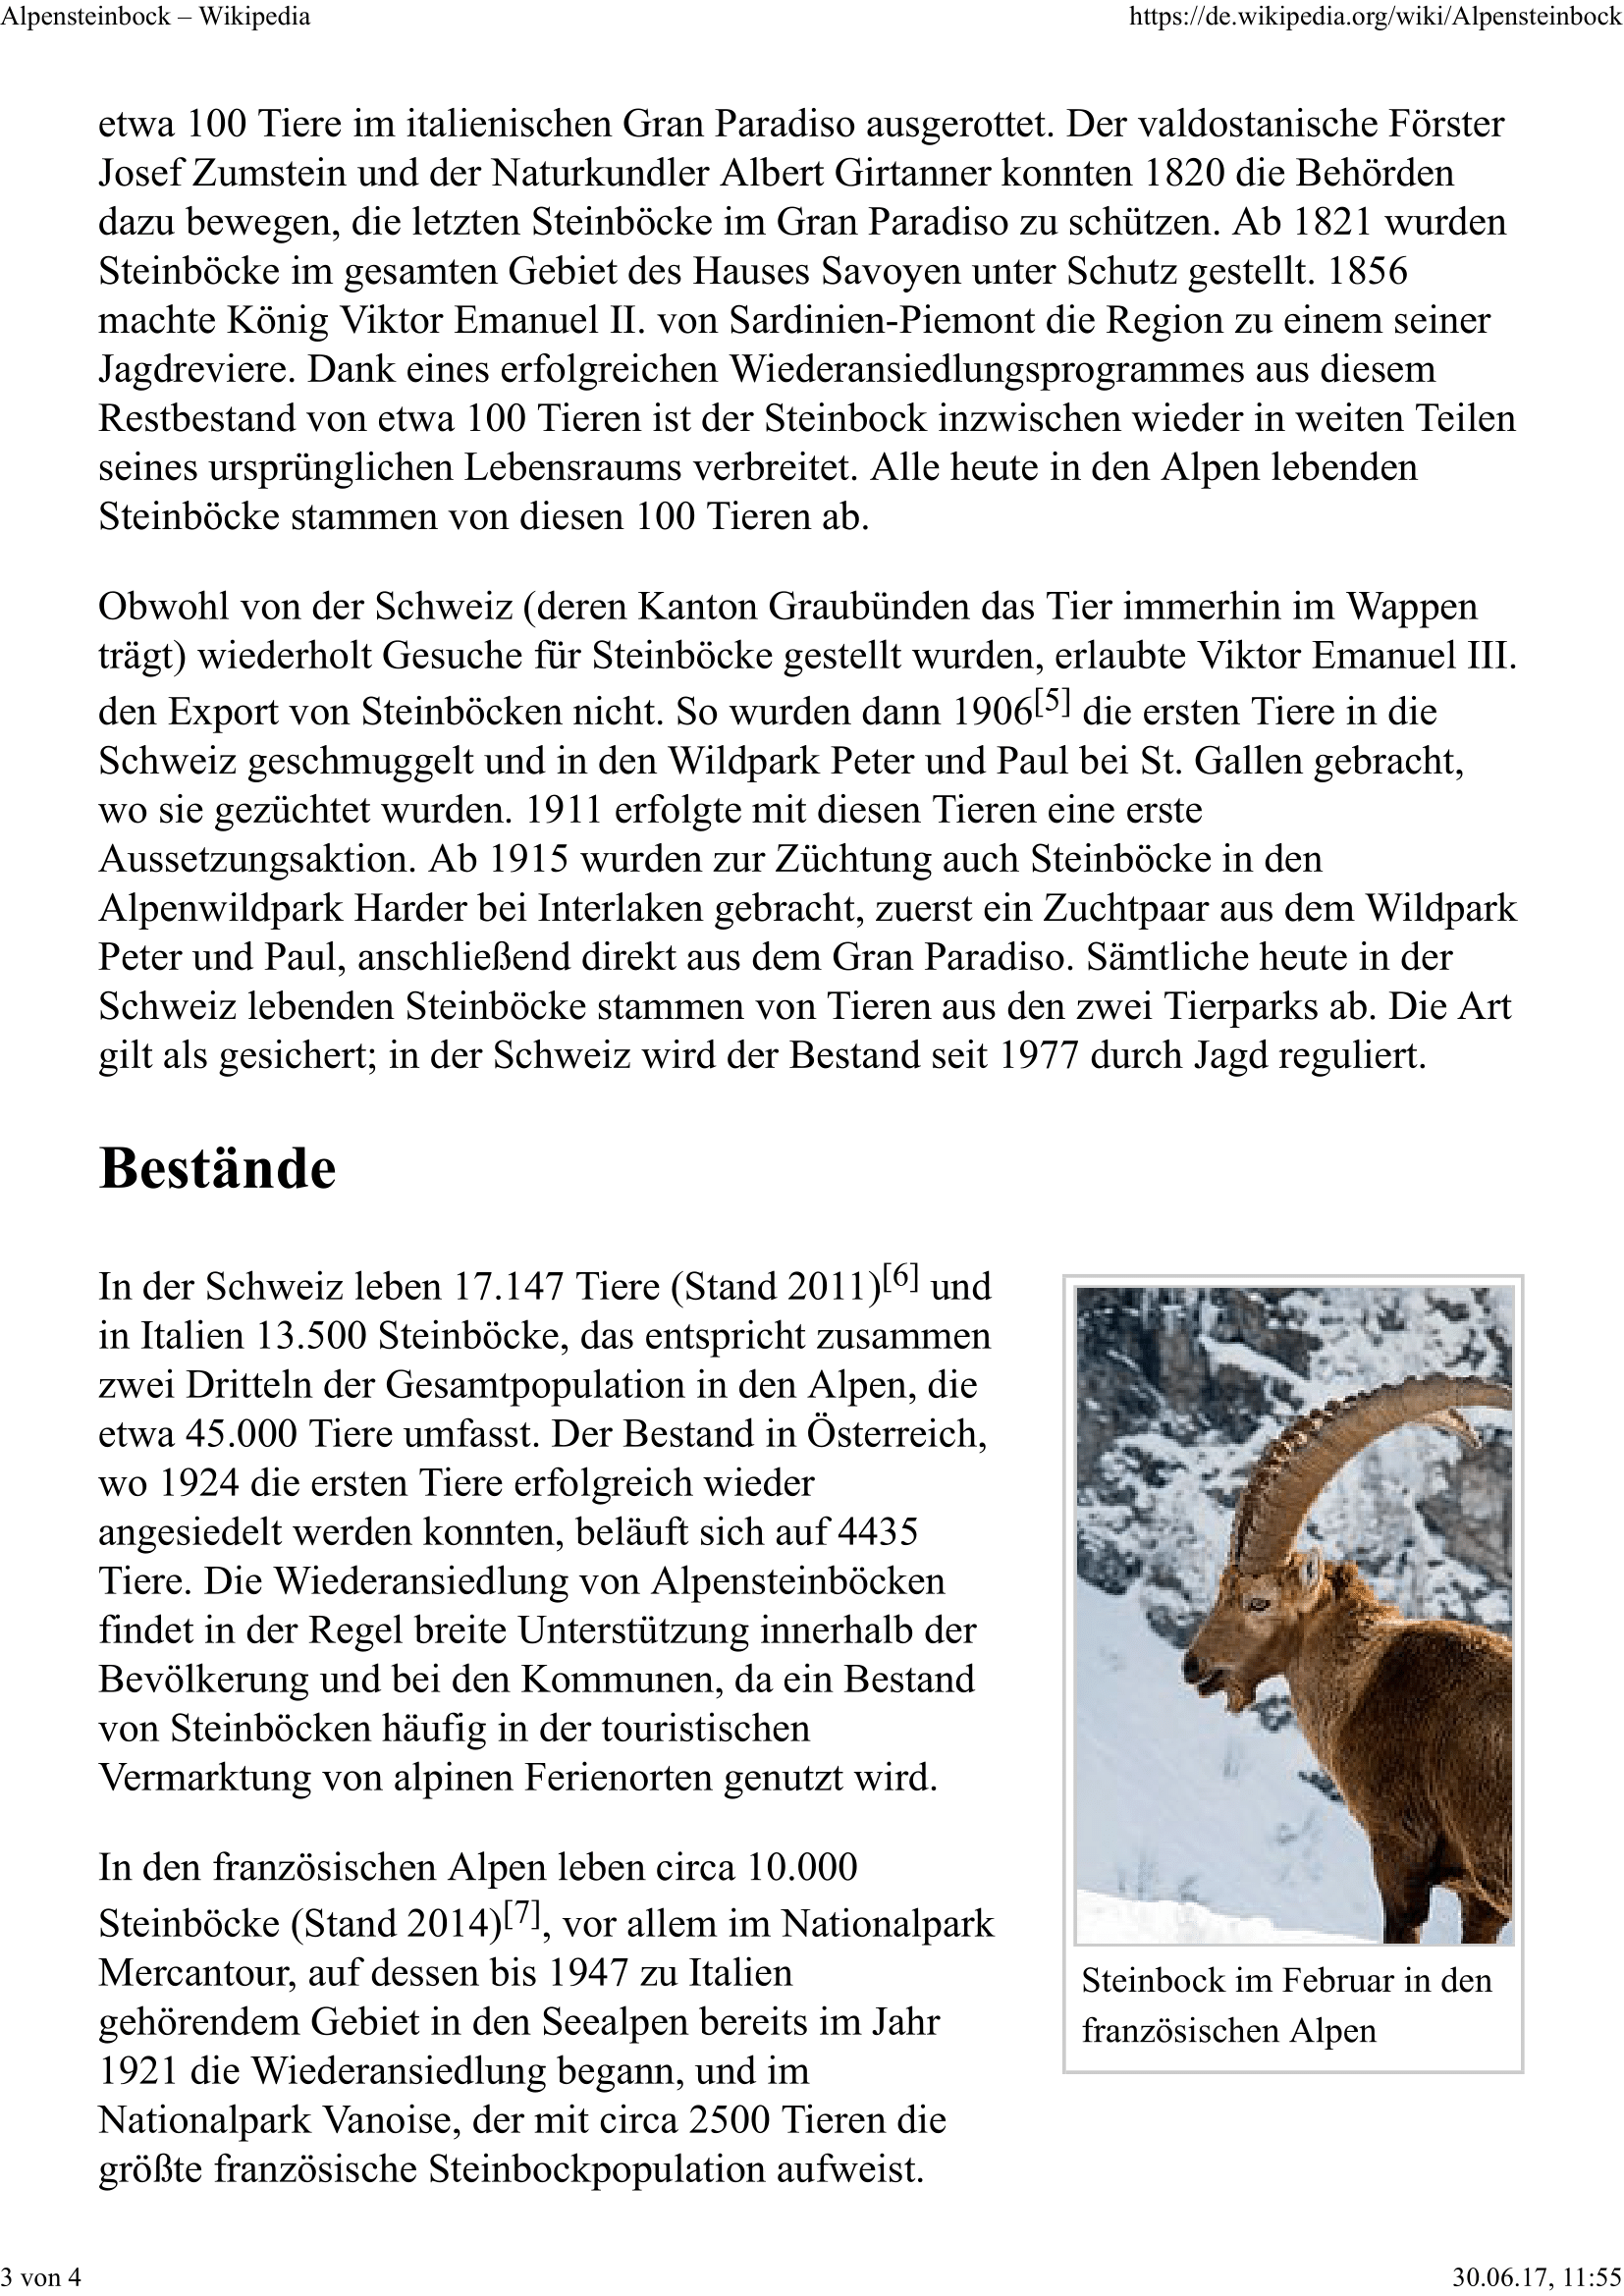 Alpensteinbock – Wikipedia
https://de.wikipedia.org/wiki/Alpensteinbock
etwa 100 Tiere im italienischen Gran Paradiso ausgerottet. Der valdostanische Förster
Josef Zumstein und der Naturkundler Albert Girtanner konnten 1820 die Behörden
dazu bewegen, die letzten Steinböcke im Gran Paradiso zu schützen. Ab 1821 wurden
Steinböcke im gesamten Gebiet des Hauses Savoyen unter Schutz gestellt. 1856
machte König Viktor Emanuel II. von Sardinien-Piemont die Region zu einem seiner
Jagdreviere. Dank eines erfolgreichen Wiederansiedlungsprogrammes aus diesem
Restbestand von etwa 100 Tieren ist der Steinbock inzwischen wieder in weiten Teilen
seines ursprünglichen Lebensraums verbreitet. Alle heute in den Alpen lebenden
Steinböcke stammen von diesen 100 Tieren ab.
Obwohl von der Schweiz (deren Kanton Graubünden das Tier immerhin im Wappen
trägt) wiederholt Gesuche für Steinböcke gestellt wurden, erlaubte Viktor Emanuel III.
den Export von Steinböcken nicht. So wurden dann 1906[5] die ersten Tiere in die
Schweiz geschmuggelt und in den Wildpark Peter und Paul bei St. Gallen gebracht,
wo sie gezüchtet wurden. 1911 erfolgte mit diesen Tieren eine erste
Aussetzungsaktion. Ab 1915 wurden zur Züchtung auch Steinböcke in den
Alpenwildpark Harder bei Interlaken gebracht, zuerst ein Zuchtpaar aus dem Wildpark
Peter und Paul, anschließend direkt aus dem Gran Paradiso. Sämtliche heute in der
Schweiz lebenden Steinböcke stammen von Tieren aus den zwei Tierparks ab. Die Art
gilt als gesichert; in der Schweiz wird der Bestand seit 1977 durch Jagd reguliert.
Bestände
In der Schweiz leben 17.147 Tiere (Stand 2011)[6] und
in Italien 13.500 Steinböcke, das entspricht zusammen
zwei Dritteln der Gesamtpopulation in den Alpen, die
etwa 45.000 Tiere umfasst. Der Bestand in Österreich,
wo 1924 die ersten Tiere erfolgreich wieder
angesiedelt werden konnten, beläuft sich auf 4435
Tiere. Die Wiederansiedlung von Alpensteinböcken
findet in der Regel breite Unterstützung innerhalb der
Bevölkerung und bei den Kommunen, da ein Bestand
von Steinböcken häufig in der touristischen
Vermarktung von alpinen Ferienorten genutzt wird.
In den französischen Alpen leben circa 10.000
Steinböcke (Stand 2014)[7], vor allem im Nationalpark
Mercantour, auf dessen bis 1947 zu Italien
gehörendem Gebiet in den Seealpen bereits im Jahr
1921 die Wiederansiedlung begann, und im
Nationalpark Vanoise, der mit circa 2500 Tieren die
größte französische Steinbockpopulation aufweist.
Steinbock im Februar in den
französischen Alpen
3 von 4
30.06.17, 11:55